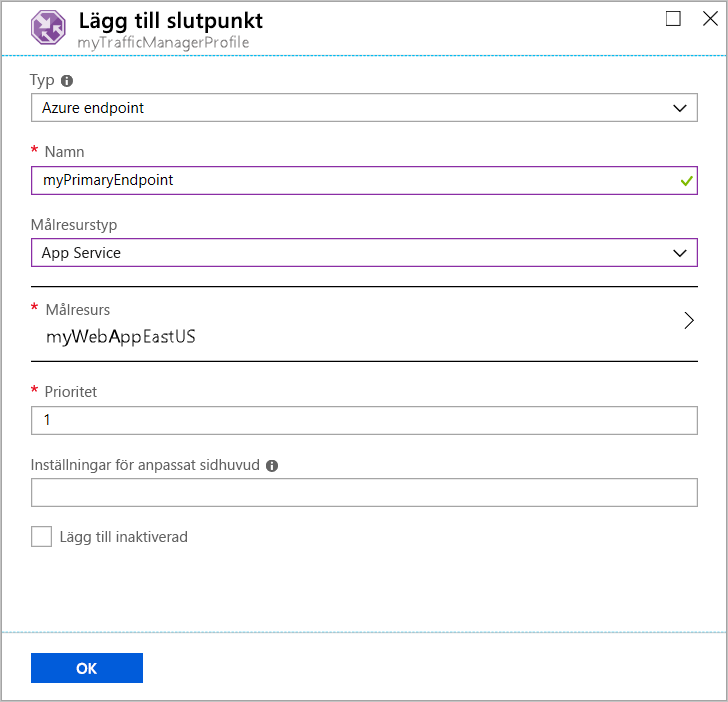 Lägg till slutpunkt
myTrafficManagerProfile
Typ
Azure endpoint
* Namn
myPrimaryEndpoint
Målresurstyp
App Service
* Målresurs
myWebAppEastUS
* Prioritet
1
Inställningar för anpassat sidhuvud
Lägg till inaktiverad
OK